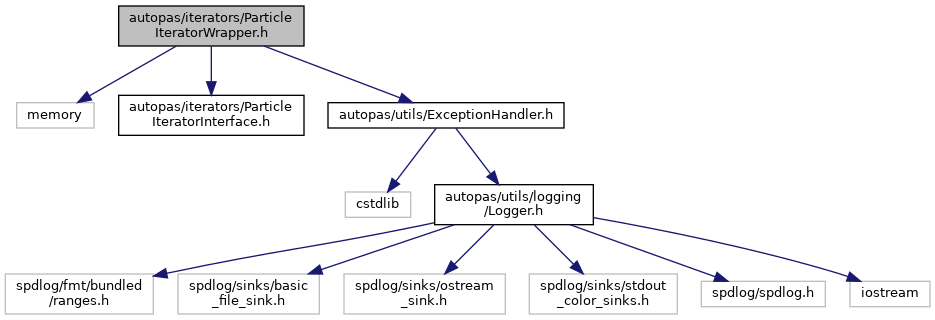 autopas/iterators/Particle
IteratorWrapper.h
memory
autopas/iterators/Particle
IteratorInterface.h
autopas/utils/ExceptionHandler.h
cstdlib
autopas/utils/logging
/Logger.h
spdlog/fmt/bundled
/ranges.h
spdlog/sinks/basic
_file_sink.h
spdlog/sinks/ostream
_sink.h
spdlog/sinks/stdout
_color_sinks.h
spdlog/spdlog.h
iostream